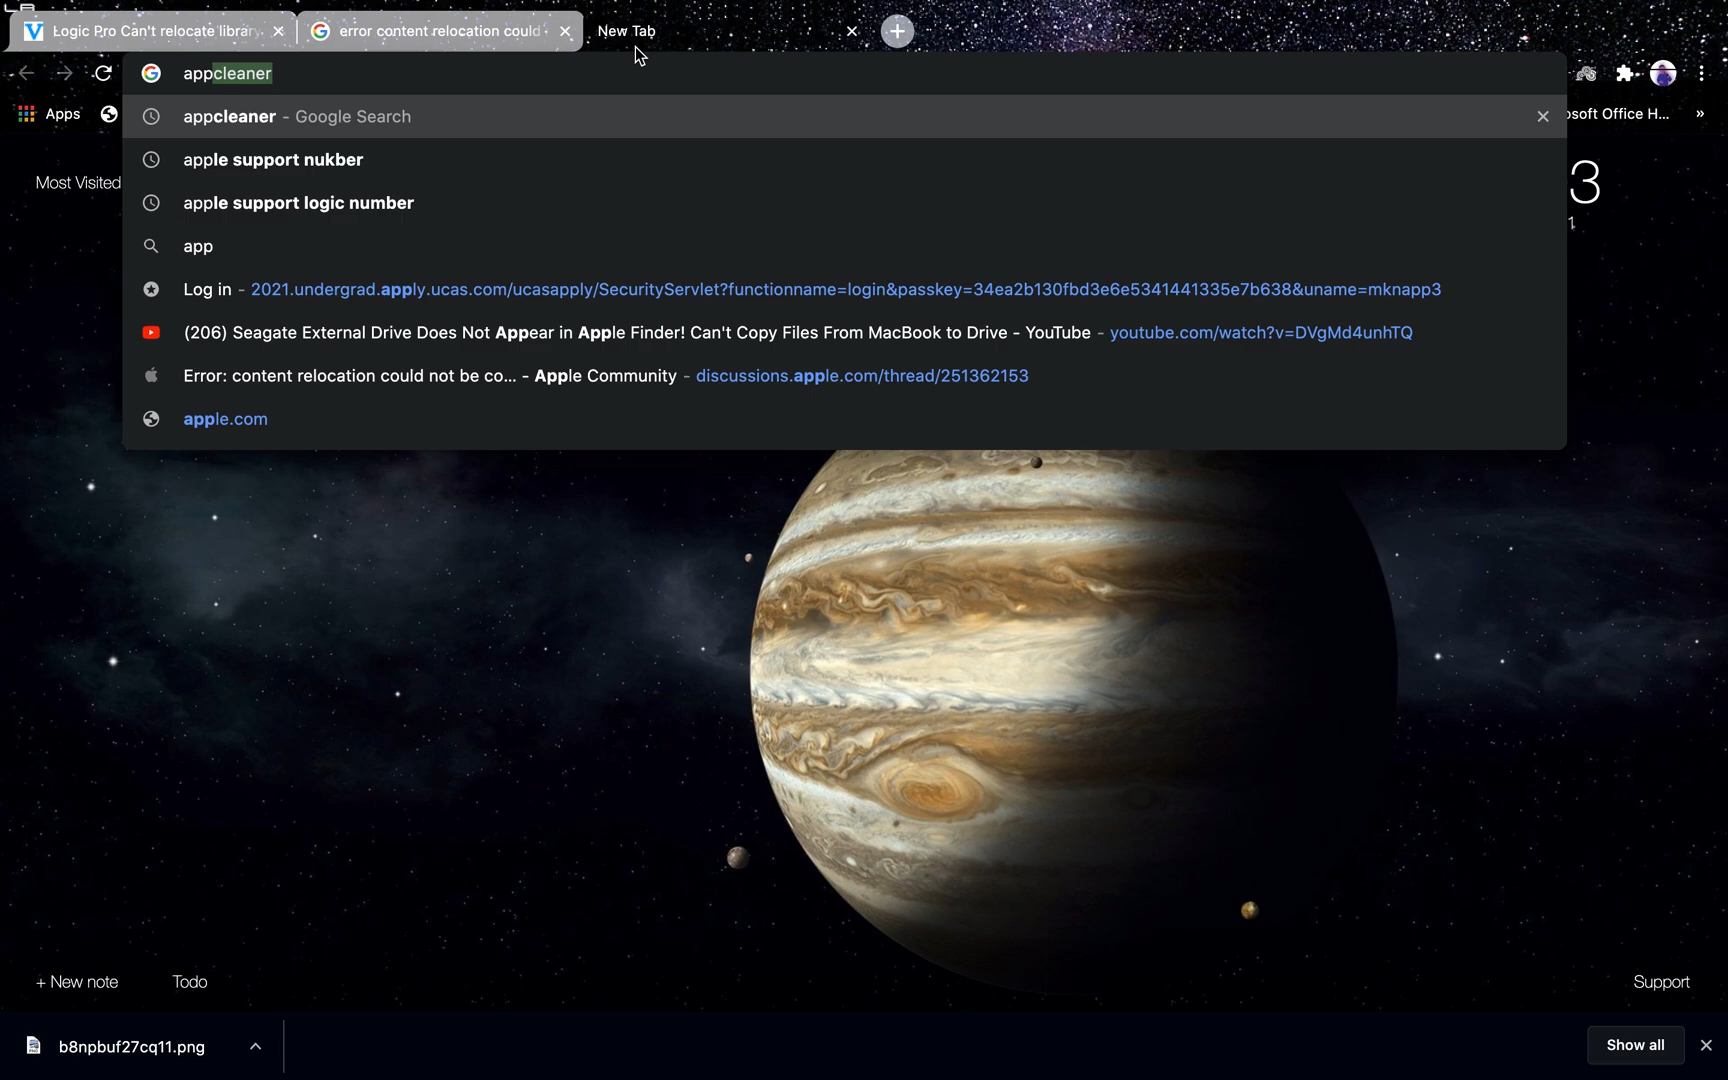 Logic Pro Can't relocate library
error content relocation could
New Tab
appcleaner
Apps
osoft Office H...
»
appcleaner - Google Search
apple support nukber
apple support logic number
app
Log in - 2021.undergrad.apply.ucas.com/ucasapply/SecurityServlet?functionname=login&passkey=34ea2b130fbd3e6e5341441335e7b638&uname=mknapp3
(206) Seagate External Drive Does Not Appear in Apple Finder! Can't Copy Files From MacBook to Drive - YouTube - youtube.com/watch?v=DVgMd4unhTQ
Error: content relocation could not be co... - Apple Community - discussions.apple.com/thread/251362153
apple.com
Most Visited
3
+ New note
Todo
Support
b8npbuf27cq11.png
Show all